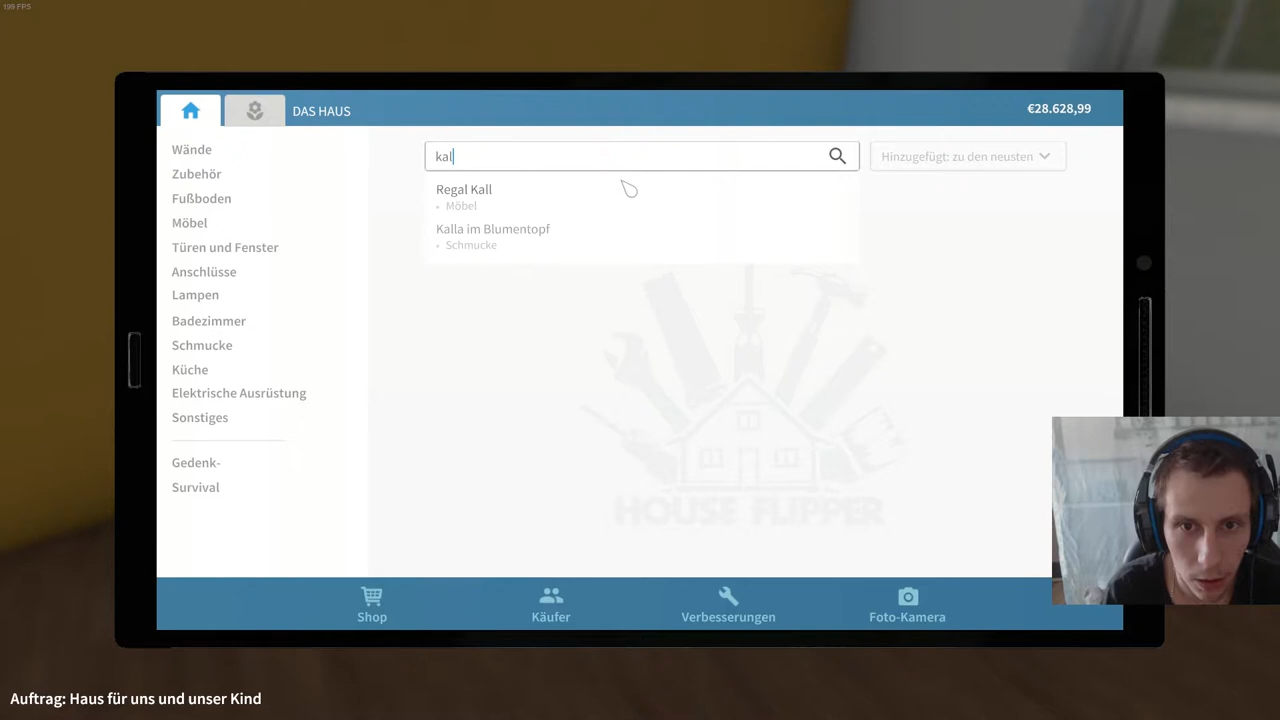 199 FPS
DAS HAUS
€28.628,99
Wände
Zubehör
Fußboden
Möbel
Türen und Fenster
Anschlüsse
Lampen
Badezimmer
Schmucke
Küche
Elektrische Ausrüstung
Sonstiges
Gedenk-
Survival
kal
Hinzugefügt: zu den neusten
Regal Kall
• Möbel
Kalla im Blumentopf
• Schmucke
HOUSE FLIPPER
Shop
Käufer
Verbesserungen
Foto-Kamera
Auftrag: Haus für uns und unser Kind